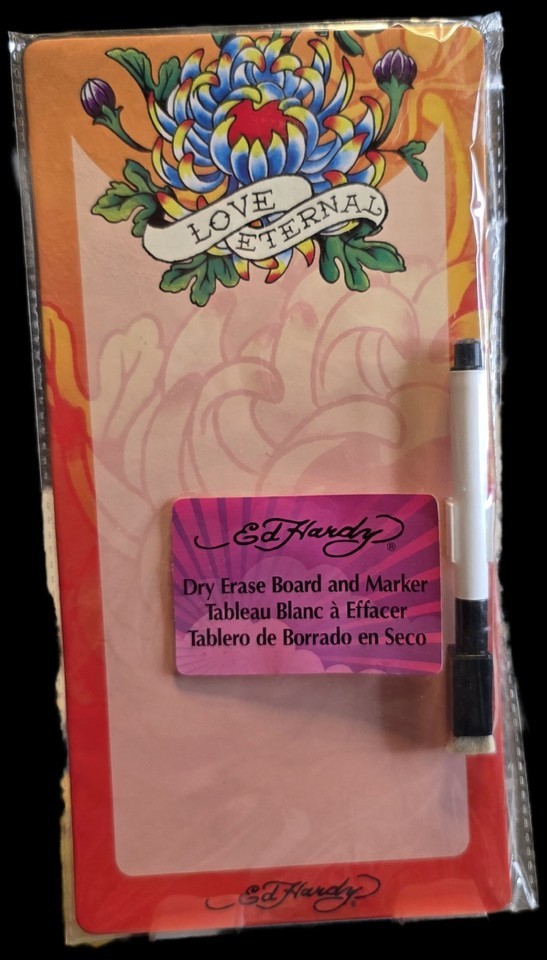 LOVE
ETERNAL
Ed Hardy®
Dry Erase Board and Marker
Tableau Blanc à Effacer
Tablero de Borrado en Seco
Ed Hardy®